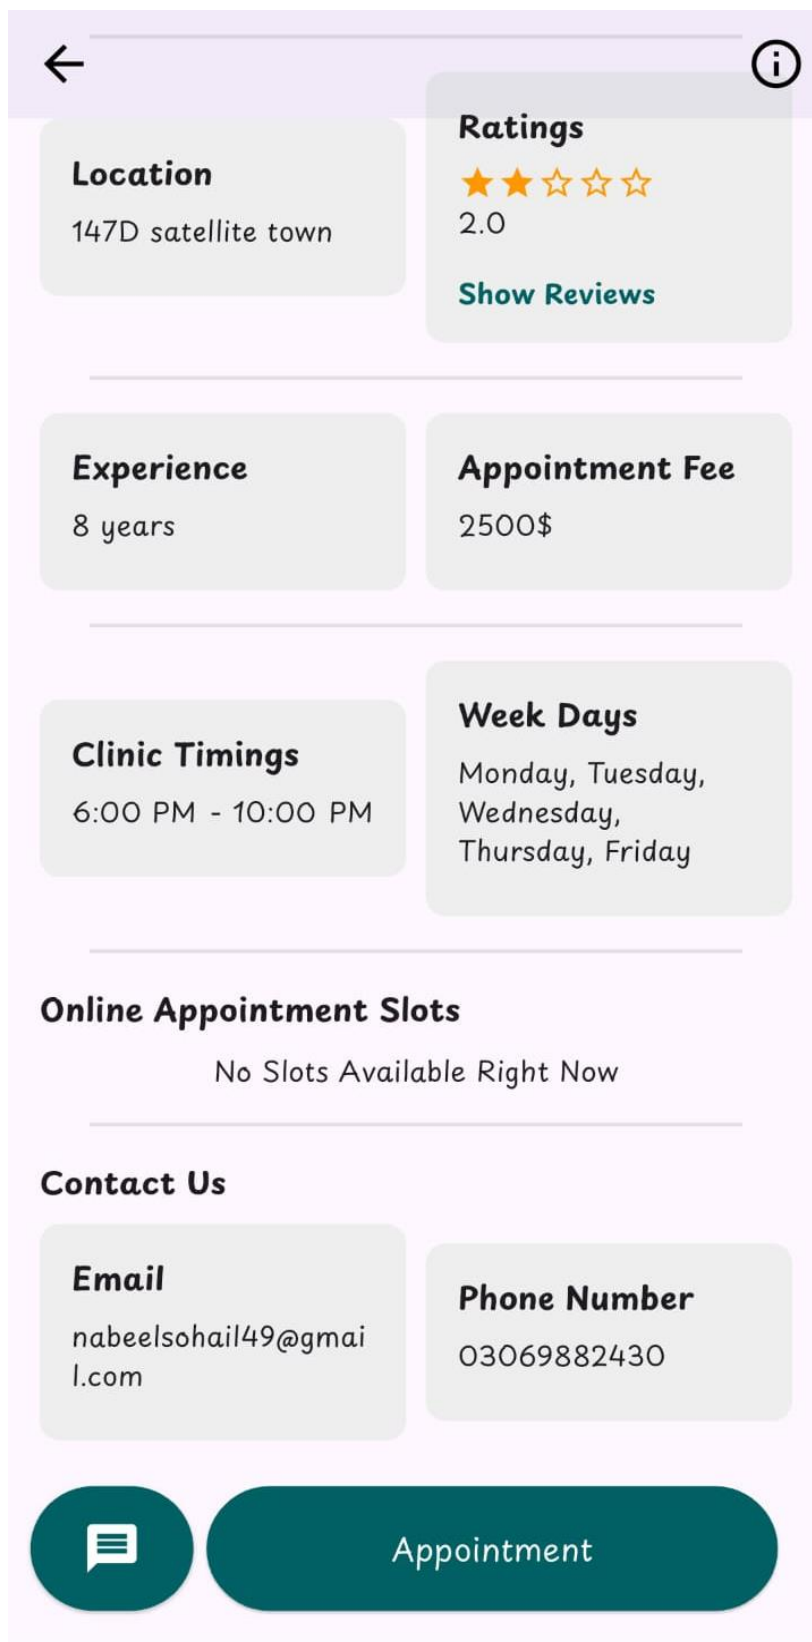 Location
147D satellite town
Ratings
2.0
Show Reviews
Experience
8 years
Appointment Fee
2500$
Clinic Timings
6:00 PM - 10:00 PM
Week Days
Monday, Tuesday,
Wednesday,
Thursday, Friday
Online Appointment Slots
No Slots Available Right Now
Contact Us
Email
nabeelsohail49@gmai
l.com
Phone Number
03069882430
Appointment